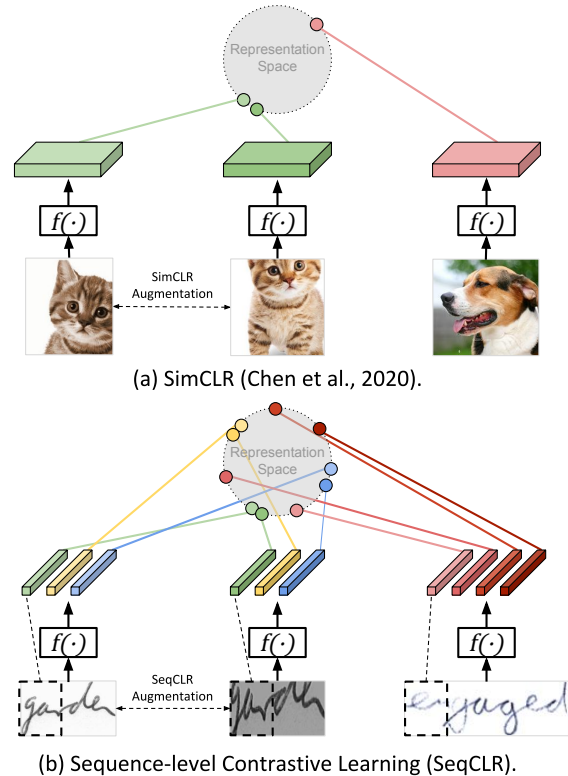 Representation
Space
f(·)
f(·)
f(·)
SimCLR
Augmentation
(a) SimCLR (Chen et al., 2020).
Representation
Space
f(·)
f(·)
f(·)
SeqCLR
Augmentation
garden
garden
engaged
(b) Sequence-level Contrastive Learning (SeqCLR).